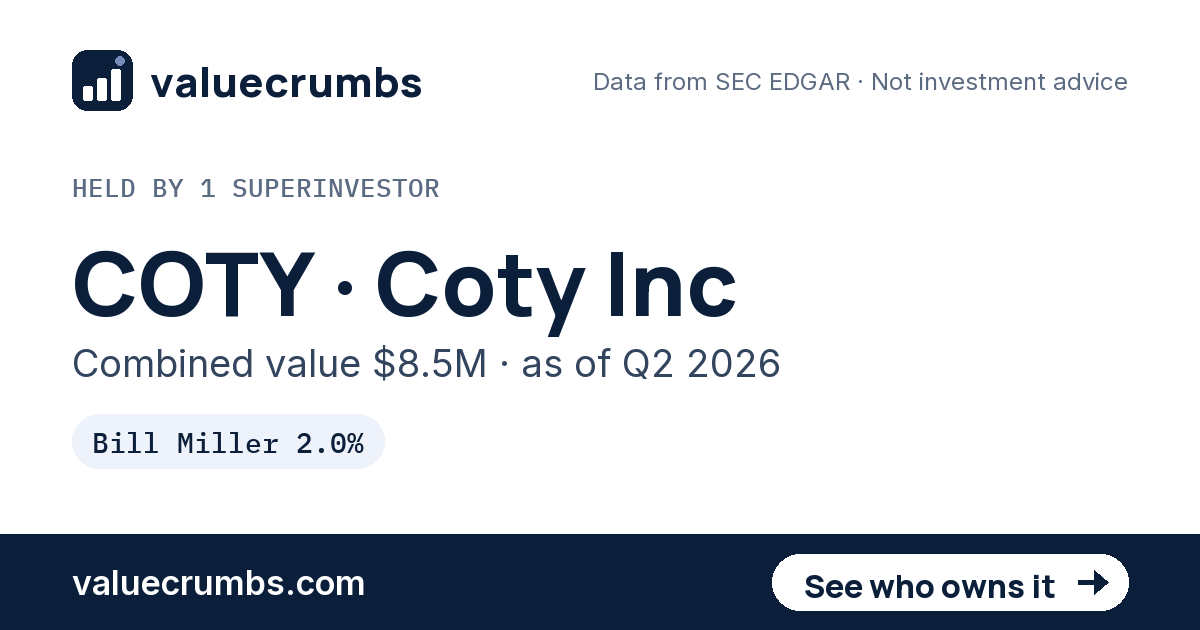 valuecrumbs
Data from SEC EDGAR · Not investment advice
HELD BY 1 SUPERINVESTOR
COTY · Coty Inc
Combined value $8.5M · as of Q2 2026
Bill Miller 2.0%
valuecrumbs.com
See who owns it →